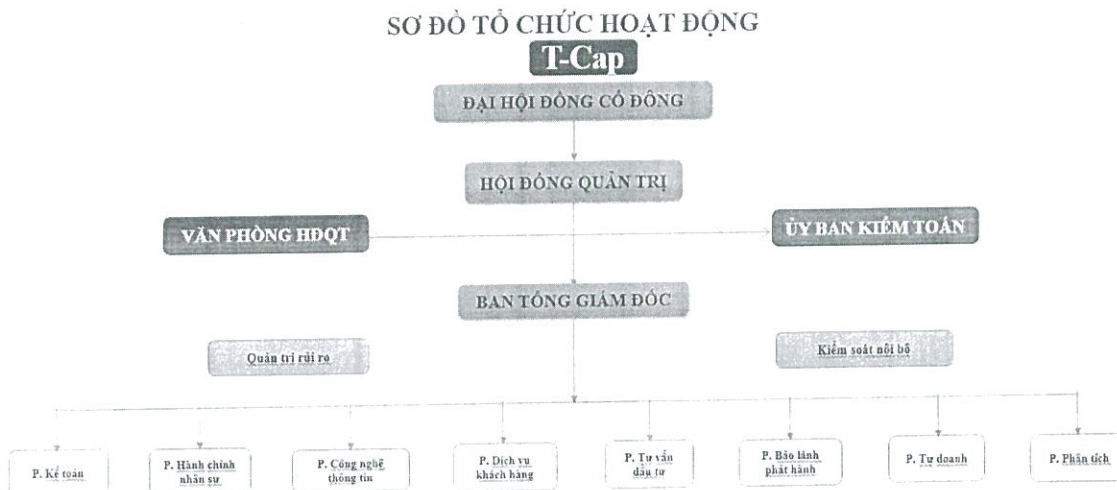 SƠ ĐỒ TỔ CHỨC HOẠT ĐỘNG
T-Cap
ĐẠI HỘI ĐỒNG CỔ ĐÔNG
HỘI ĐỒNG QUẢN TRỊ
VĂN PHÒNG HĐQT
ỦY BAN KIỂM TOÁN
BAN TỔNG GIÁM ĐỐC
Quản trị rủi ro
Kiểm soát nội bộ
P. Kế toán
P. Hành chính
nhân sự
P. Công nghệ
thông tin
P. Dịch vụ
khách hàng
P. Tư vấn
đầu tư
P. Bảo lãnh
phát hành
P. Tự doanh
P. Phân tích